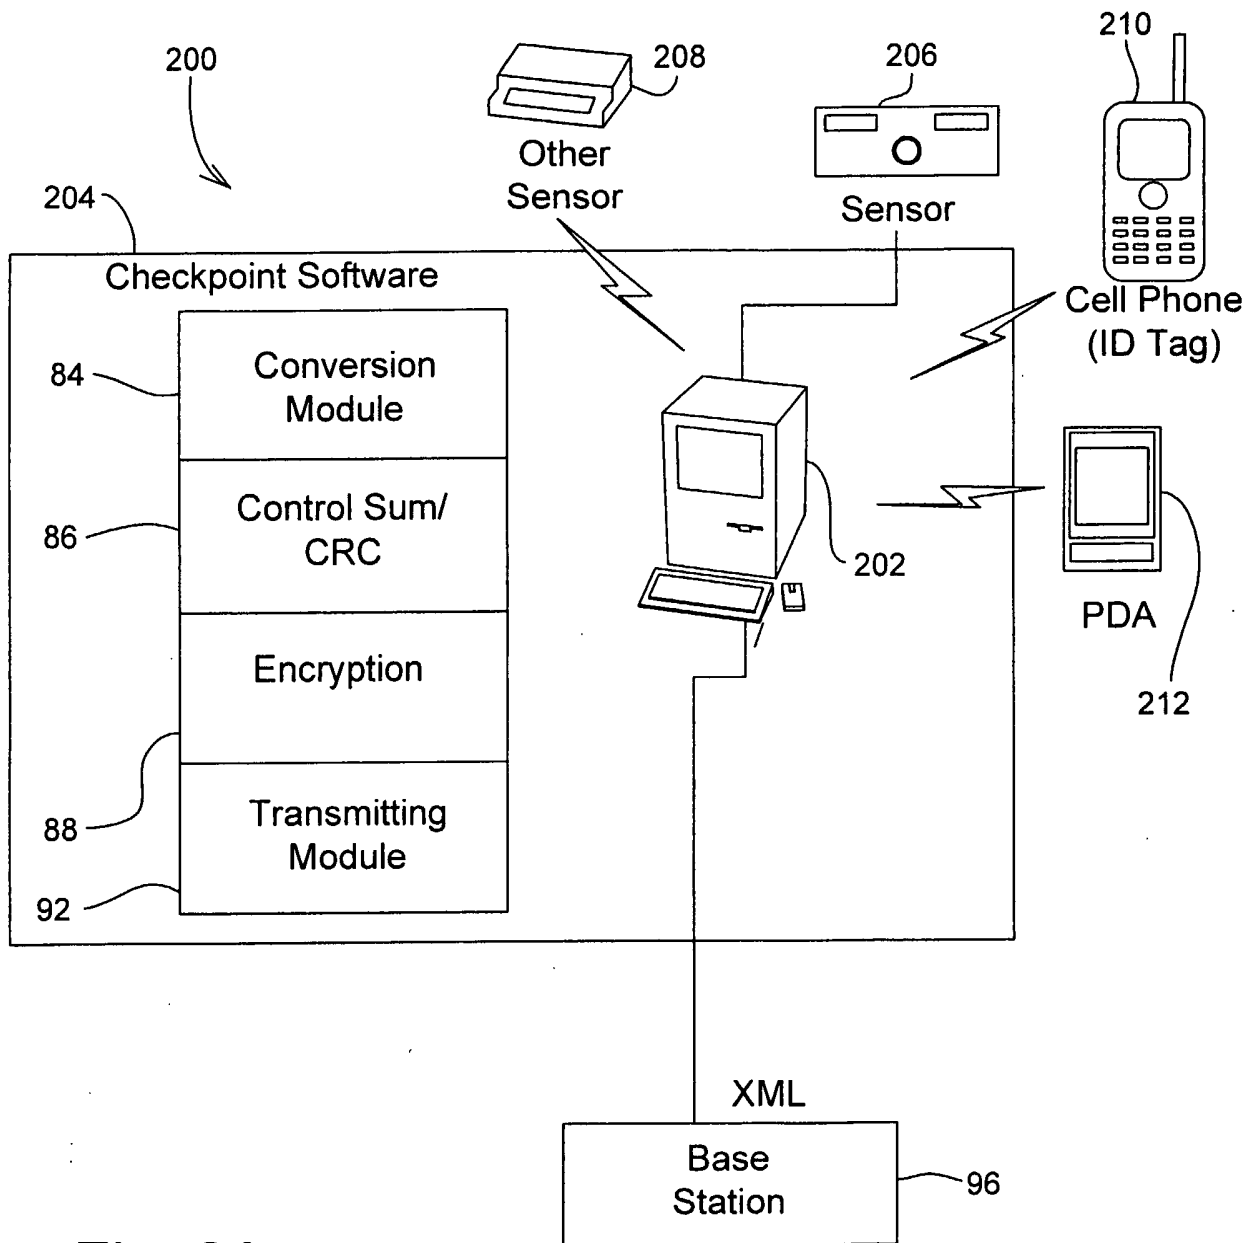 200
208
206
210
Other
Sensor
Sensor
204
Checkpoint Software
Cell Phone
(ID Tag)
84
Conversion
Module
86
Control Sum/
CRC
202
PDA
212
Encryption
88
Transmitting
Module
92
XML
Base
Station
96